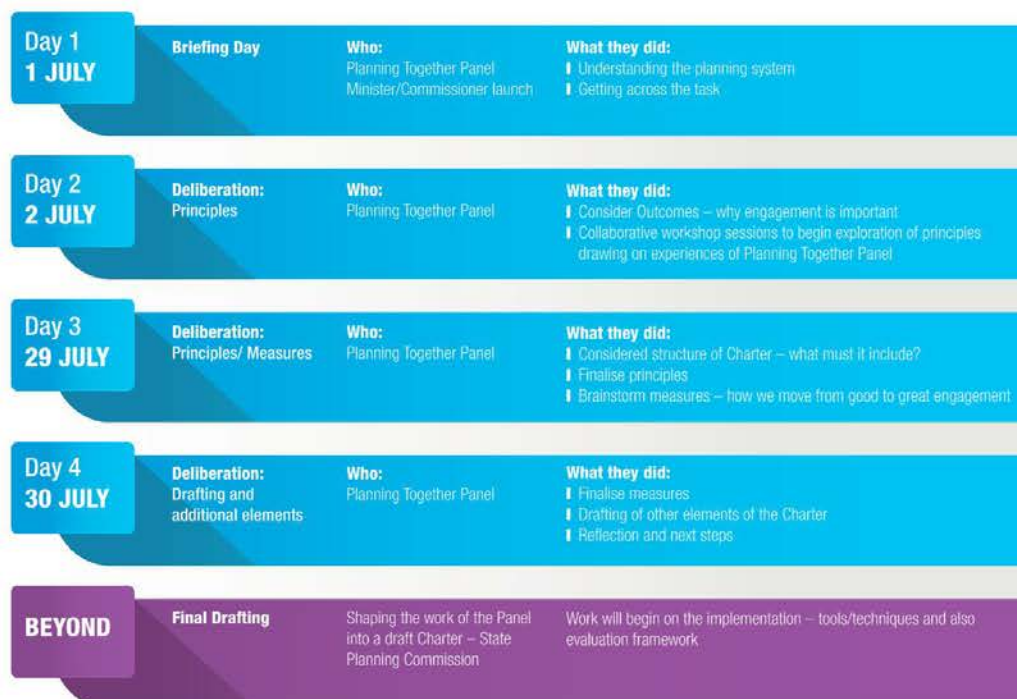 Day 1
1 JULY
Briefing Day
Who:
Planning Together Panel
Minister/Commissioner launch
What they did:
Understanding the planning system
Getting across the task
Day 2
2 JULY
Deliberation:
Principles
Who:
Planning Together Panel
What they did:
Consider Outcomes – why engagement is important
Collaborative workshop sessions to begin exploration of principles
drawing on experiences of Planning Together Panel
Day 3
29 JULY
Deliberation:
Principles/ Measures
Who:
Planning Together Panel
What they did:
Considered structure of Charter – what must it include?
Finalise principles
Brainstorm measures – how we move from good to great engagement
Day 4
30 JULY
Deliberation:
Drafting and
additional elements
Who:
Planning Together Panel
What they did:
Finalise measures
Drafting of other elements of the Charter
Reflection and next steps
BEYOND
Final Drafting
Shaping the work of the Panel
into a draft Charter – State
Planning Commission
Work will begin on the implementation – tools/techniques and also
evaluation framework